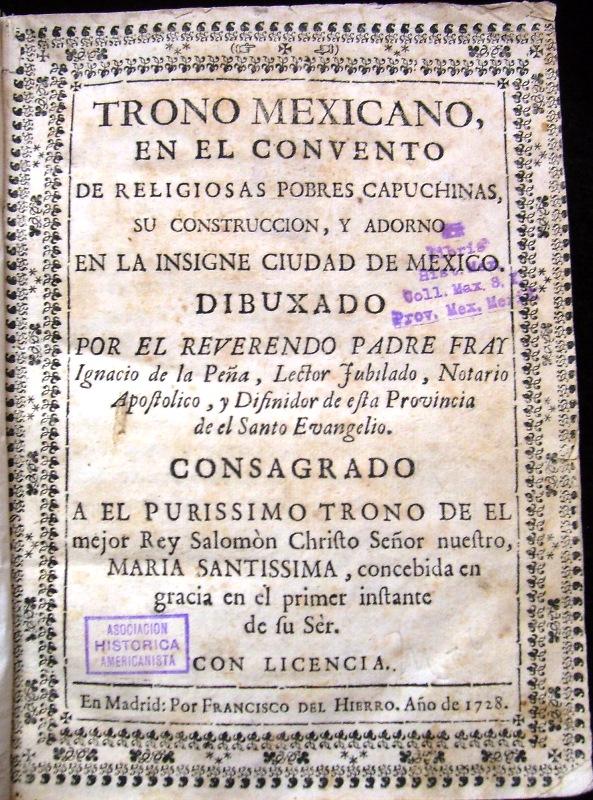 TRONO MEXICANO,
EN EL CONVENTO
DE RELIGIOSAS POBRES CAPUCHINAS,
SU CONSTRUCCION, Y ADORNO
EN LA INSIGNE CIUDAD DE MEXICO.
DIBUXADO
POR EL REVERENDO PADRE FRAY
Ignacio de la Peña, Lector Jubilado, Notario
Apoſtolico, y Difinidor de eſta Provincia
de el Santo Evangelio.
CONSAGRADO
A EL PURISSIMO TRONO DE EL
mejor Rey Salomòn Chriſto Señor nueſtro,
MARIA SANTISSIMA, concebida en
gracia en el primer inſtante
de ſu Sèr.
CON LICENCIA.
En Madrid: Por FRANCISCO DEL HIERRO. Año de 1728.
Coll. Max. S.
Prov. Mex.
ASOCIACION
HISTORICA
AMERICANISTA